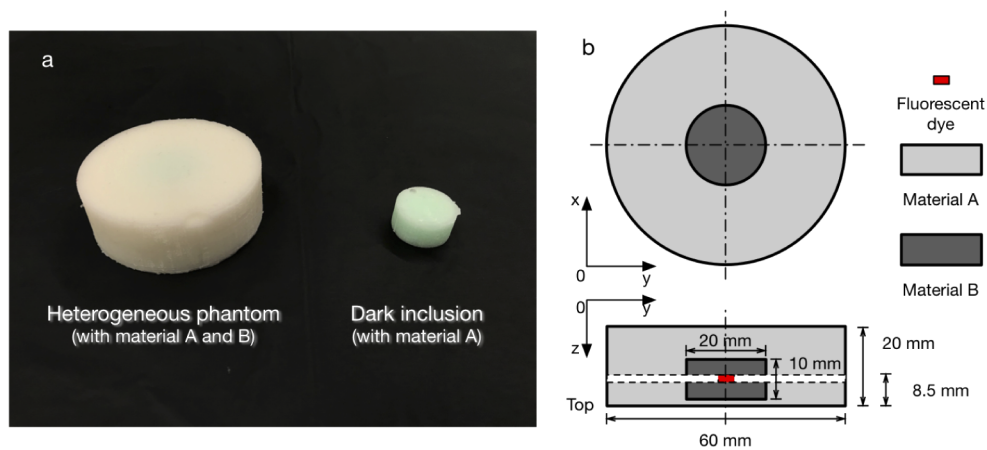 a
Heterogeneous phantom
(with material A and B)
Dark inclusion
(with material A)
b
x
0
y
Fluorescent
dye
Material A
Material B
0
y
z
20 mm
10 mm
20 mm
8.5 mm
Top
60 mm